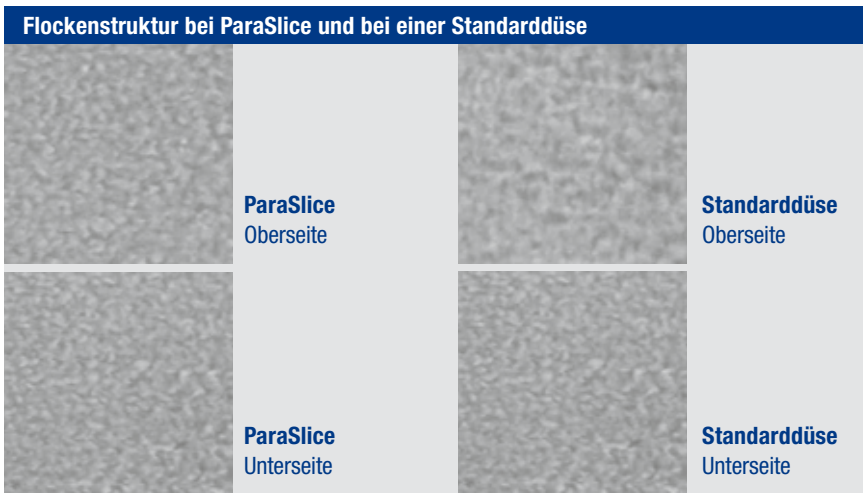 Flockenstruktur bei ParaSlice und bei einer Standarddüse
ParaSlice
Oberseite
Standarddüse
Oberseite
ParaSlice
Unterseite
Standarddüse
Unterseite